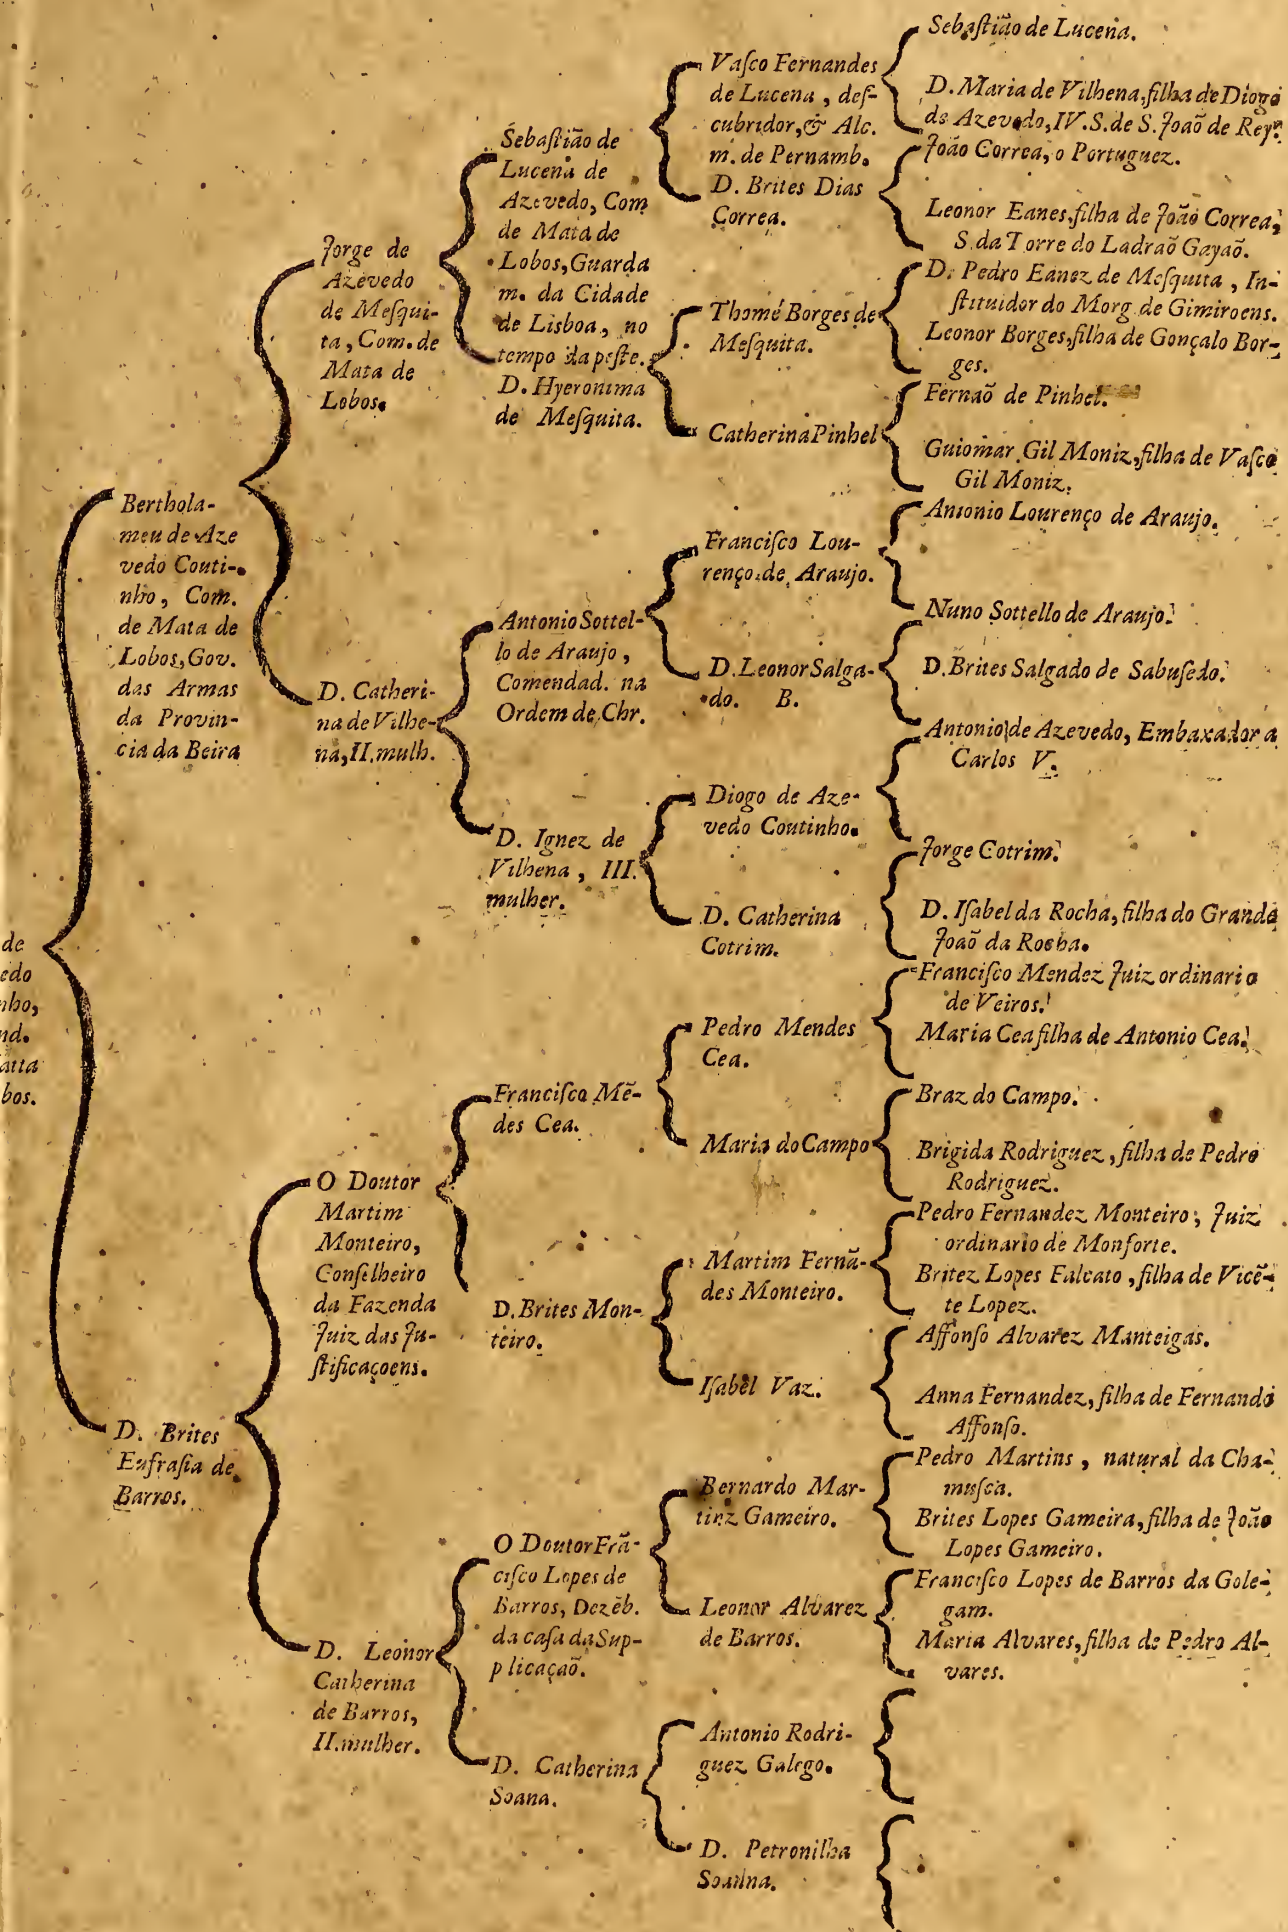 de
edo
nho,
nd.
atta
bos.
Berthola-
meu de Aze
vedo Couti-
nho, Com.
de Mata de
Lobos, Gov.
das Armas
da Provin-
cia da Beira
D. Brites
Eufraſia de
Barros.
Jorge de
Azevedo
de Meſqui-
ta, Com. de
Mata de
Lobos.
D. Catheri-
na de Vilhe-
na, II. mulh.
O Doutor
Martim
Monteiro,
Conſelheiro
da Fazenda
Juiz das Ju-
ſtificaçoens.
D. Leonor
Catherina
de Barros,
II. mulher.
Sebaſtião de
Lucena de
Azevedo, Com
de Mata de
Lobos, Guarda
m. da Cidade
de Lisboa, no
tempo da peſte.
D. Hyeronima
de Meſquita.
Antonio Sottel-
lo de Araujo,
Comendad. na
Ordem de Chr.
D. Ignez de
Vilhena, III.
mulher.
Franciſco Mẽ-
des Cea.
D. Brites Mon-
teiro.
O Doutor Frã-
ciſco Lopes de
Barros, Dezẽb.
da caſa da Sup-
plicaçaõ.
D. Catherina
Soana.
Vaſco Fernandes
de Lucena, deſ-
cubridor, & Alc.
m. de Pernamb.
D. Brites Dias
Correa.
Thomé Borges de
Meſquita.
Catherina Pinhel
Franciſco Lou-
renço de Araujo.
D. Leonor Salga-
do. B.
Diogo de Aze-
vedo Coutinho.
D. Catherina
Cotrim.
Pedro Mendes
Cea.
Maria do Campo
Martim Fernã-
des Monteiro.
Iſabel Vaz.
Bernardo Mar-
tinz Gameiro.
Leonor Alvarez
de Barros.
Antonio Rodri-
guez Galego.
D. Petronilha
Sebaſtião de Lucena.
D. Maria de Vilhena, filha de Diogo
de Azevedo, IV. S. de S. Joaõ de Rey.
João Correa, o Portuguez.
Leonor Eanes, filha de João Correa,
S. da Torre do Ladraõ Gayaõ.
D. Pedro Eanez de Meſquita, In-
ſtituidor do Morg. de Gimiroens.
Leonor Borges, filha de Gonçalo Bor-
ges.
Fernaõ de Pinhel.
Guiomar Gil Moniz, filha de Vaſco
Gil Moniz.
Antonio Lourenço de Araujo.
Nuno Sottello de Araujo.
D. Brites Salgado de Sabuſedo.
Antonio de Azevedo, Embaxador a
Carlos V.
Jorge Cotrim.
D. Iſabel da Rocha, filha do Grande
Joaõ da Rocha.
Franciſco Mendez Juiz ordinario
de Veiros.
Maria Cea filha de Antonio Cea.
Braz do Campo.
Brigida Rodriguez, filha de Pedro
Rodriguez.
Pedro Fernandez Monteiro, Juiz
ordinario de Monforte.
Britez Lopes Falcato, filha de Vicẽ-
te Lopez.
Affonſo Alvarez Manteigas.
Anna Fernandez, filha de Fernando
Affonſo.
Pedro Martins, natural da Cha-
muſca.
Brites Lopes Gameira, filha de João
Lopes Gameiro.
Franciſco Lopes de Barros da Gole-
gam.
Maria Alvares, filha de Pedro Al-
vares.